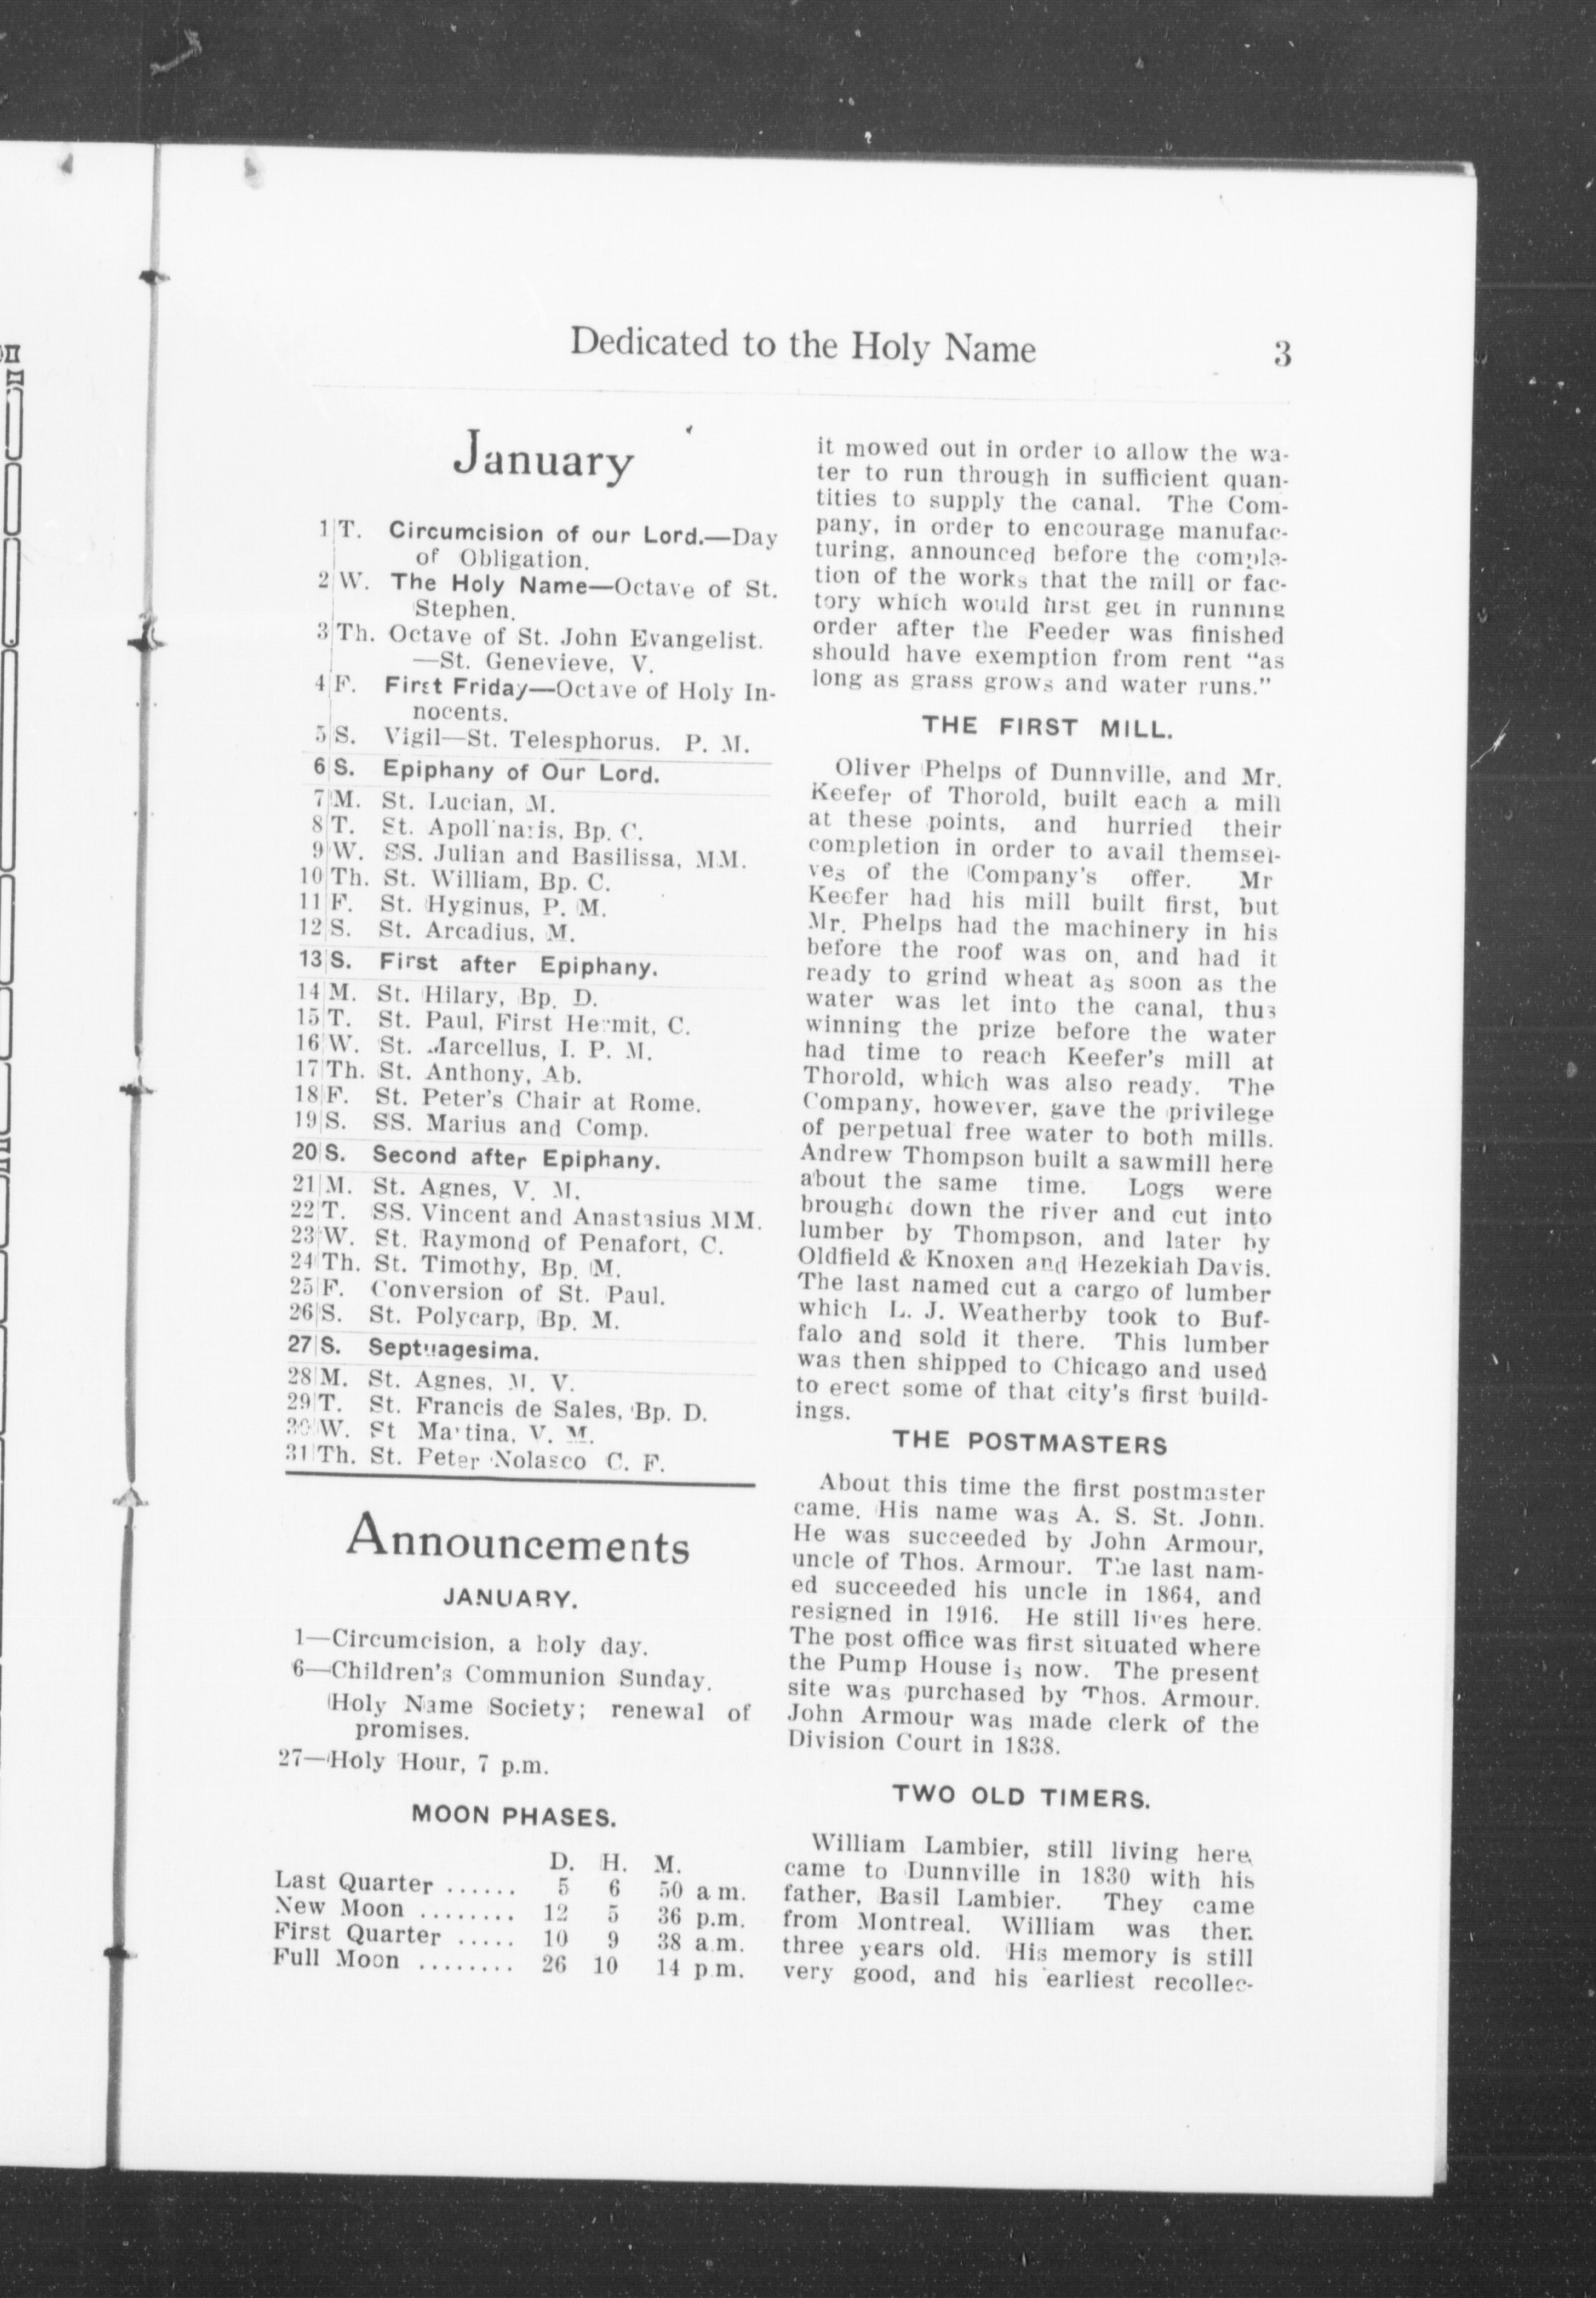 Dedicated to the Holy Name
3
January
1 T. Circumcision of our Lord.—Day
of Obligation.
2 W. The Holy Name—Octave of St.
Stephen.
3 Th. Octave of St. John Evangelist.
—St. Genevieve, V.
4 F. First Friday—Octave of Holy In-
nocents.
5 S. Vigil—St. Telesphorus. P. M.
6 S. Epiphany of Our Lord.
7 M. St. Lucian, M.
8 T. St. Apollinaris, Bp. C.
9 W. SS. Julian and Basilissa, MM.
10 Th. St. William, Bp. C.
11 F. St. Hyginus, P. M.
12 S. St. Arcadius, M.
13 S. First after Epiphany.
14 M. St. Hilary, Bp. D.
15 T. St. Paul, First Hermit, C.
16 W. St. Marcellus, I. P. M.
17 Th. St. Anthony, Ab.
18 F. St. Peter's Chair at Rome.
19 S. SS. Marius and Comp.
20 S. Second after Epiphany.
21 M. St. Agnes, V. M.
22 T. SS. Vincent and Anastasius MM.
23 W. St. Raymond of Penafort, C.
24 Th. St. Timothy, Bp. M.
25 F. Conversion of St. Paul.
26 S. St. Polycarp, Bp. M.
27 S. Septuagesima.
28 M. St. Agnes, M. V.
29 T. St. Francis de Sales, Bp. D.
30 W. St Martina, V. M.
31 Th. St. Peter Nolasco C. F.
Announcements
JANUARY.
1—Circumcision, a holy day.
6—Children's Communion Sunday.
Holy Name Society; renewal of
promises.
27—Holy Hour, 7 p.m.
MOON PHASES.
D. H. M.
Last Quarter ...... 5 6 50 a m.
New Moon ........ 12 5 36 p.m.
First Quarter ..... 10 9 38 a.m.
Full Moon ........ 26 10 14 p m.
it mowed out in order to allow the wa-
ter to run through in sufficient quan-
tities to supply the canal. The Com-
pany, in order to encourage manufac-
turing, announced before the comple-
tion of the works that the mill or fac-
tory which would first get in running
order after the Feeder was finished
should have exemption from rent “as
long as grass grows and water runs.”
THE FIRST MILL.
Oliver Phelps of Dunnville, and Mr.
Keefer of Thorold, built each a mill
at these points, and hurried their
completion in order to avail themsel-
ves of the Company's offer. Mr
Keefer had his mill built first, but
Mr. Phelps had the machinery in his
before the roof was on, and had it
ready to grind wheat as soon as the
water was let into the canal, thus
winning the prize before the water
had time to reach Keefer's mill at
Thorold, which was also ready. The
Company, however, gave the privilege
of perpetual free water to both mills.
Andrew Thompson built a sawmill here
about the same time. Logs were
brought down the river and cut into
lumber by Thompson, and later by
Oldfield & Knoxen and Hezekiah Davis.
The last named cut a cargo of lumber
which L. J. Weatherby took to Buf-
falo and sold it there. This lumber
was then shipped to Chicago and used
to erect some of that city's first build-
ings.
THE POSTMASTERS
About this time the first postmaster
came. His name was A. S. St. John.
He was succeeded by John Armour,
uncle of Thos. Armour. The last nam-
ed succeeded his uncle in 1864, and
resigned in 1916. He still lives here.
The post office was first situated where
the Pump House is now. The present
site was purchased by Thos. Armour.
John Armour was made clerk of the
Division Court in 1838.
TWO OLD TIMERS.
William Lambier, still living here,
came to Dunnville in 1830 with his
father, Basil Lambier. They came
from Montreal. William was then
three years old. His memory is still
very good, and his earliest recollec-